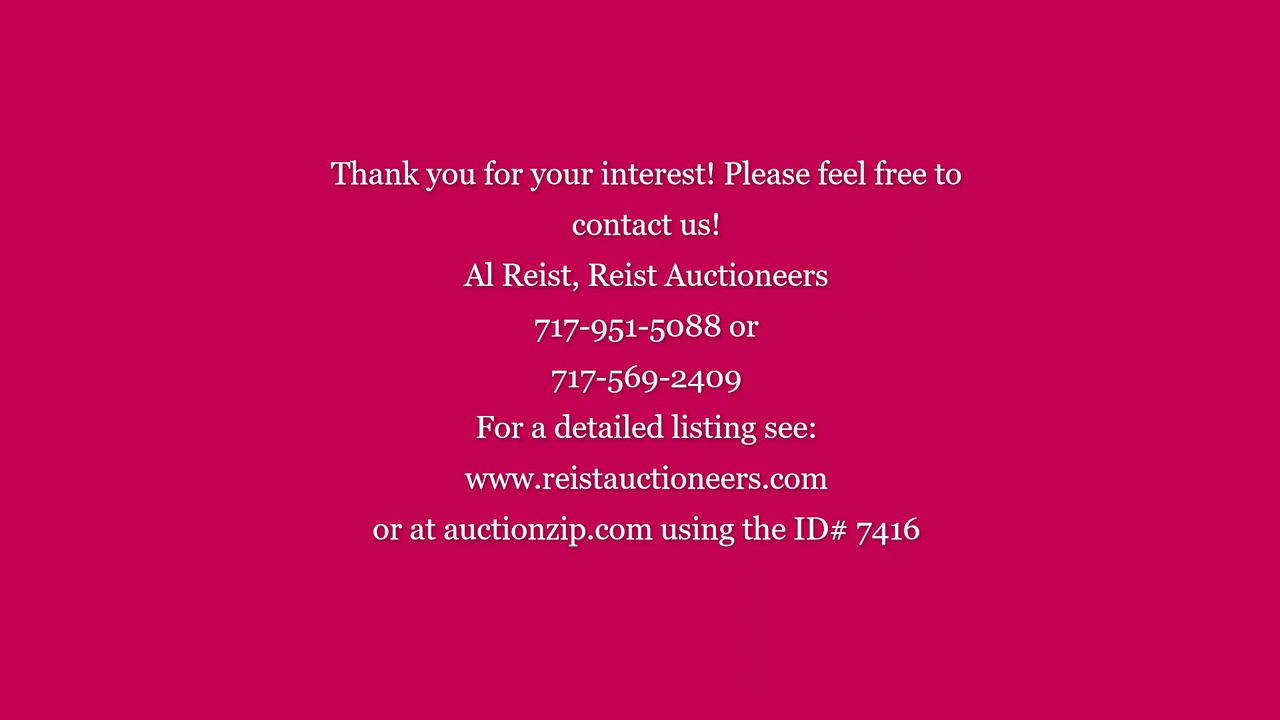 Thank you for your interest! Please feel free to
contact us!
Al Reist, Reist Auctioneers
717-951-5088 or
717-569-2409
For a detailed listing see:
www.reistauctioneers.com
or at auctionzip.com using the ID# 7416